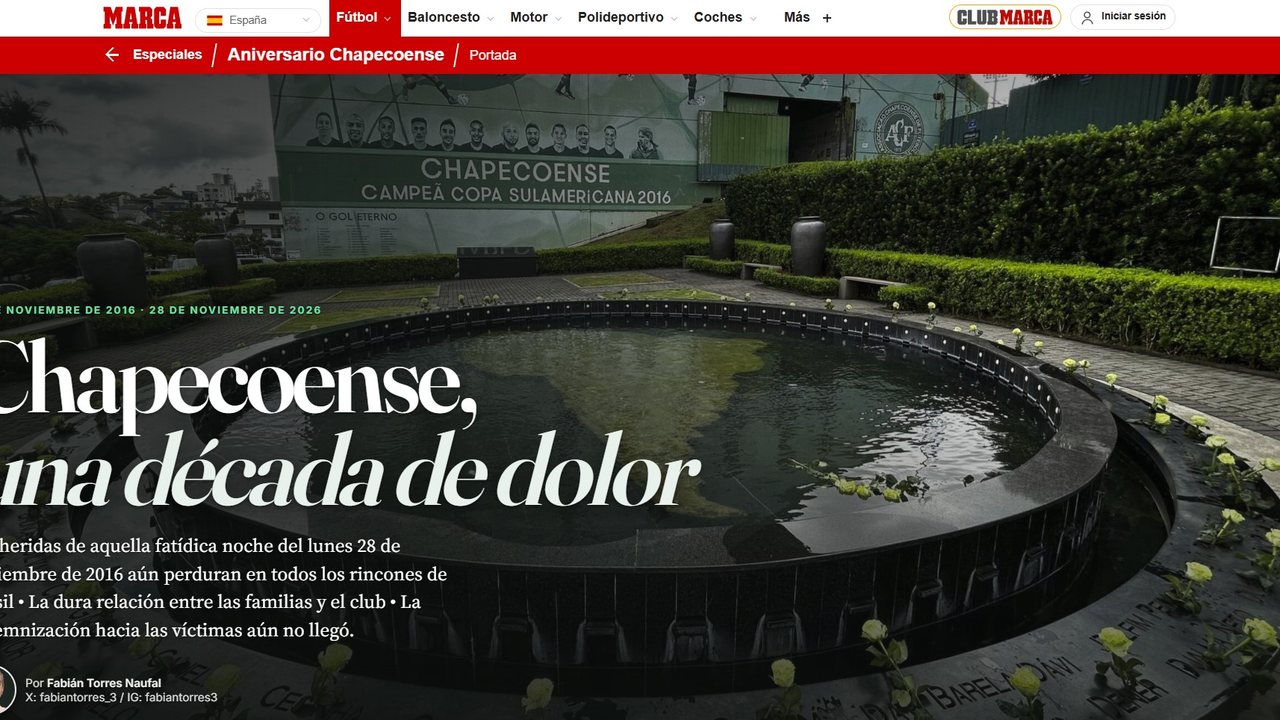 MARCA
España
Fútbol
Baloncesto
Motor
Polideportivo
Coches
Más +
CLUBMARCA
Iniciar sesión
Especiales / Aniversario Chapecoense / Portada
CHAPECOENSE
CAMPEÃ COPA SULAMERICANA 2016
O GOL ETERNO
NOVIEMBRE DE 2016 · 28 DE NOVIEMBRE DE 2026
Chapecoense,
una década de dolor
heridas de aquella fatídica noche del lunes 28 de
iembre de 2016 aún perduran en todos los rincones de
sil • La dura relación entre las familias y el club • La
emnización hacia las víctimas aún no llegó.
Por Fabián Torres Naufal
X: fabiantorres_3 / IG: fabiantorres3